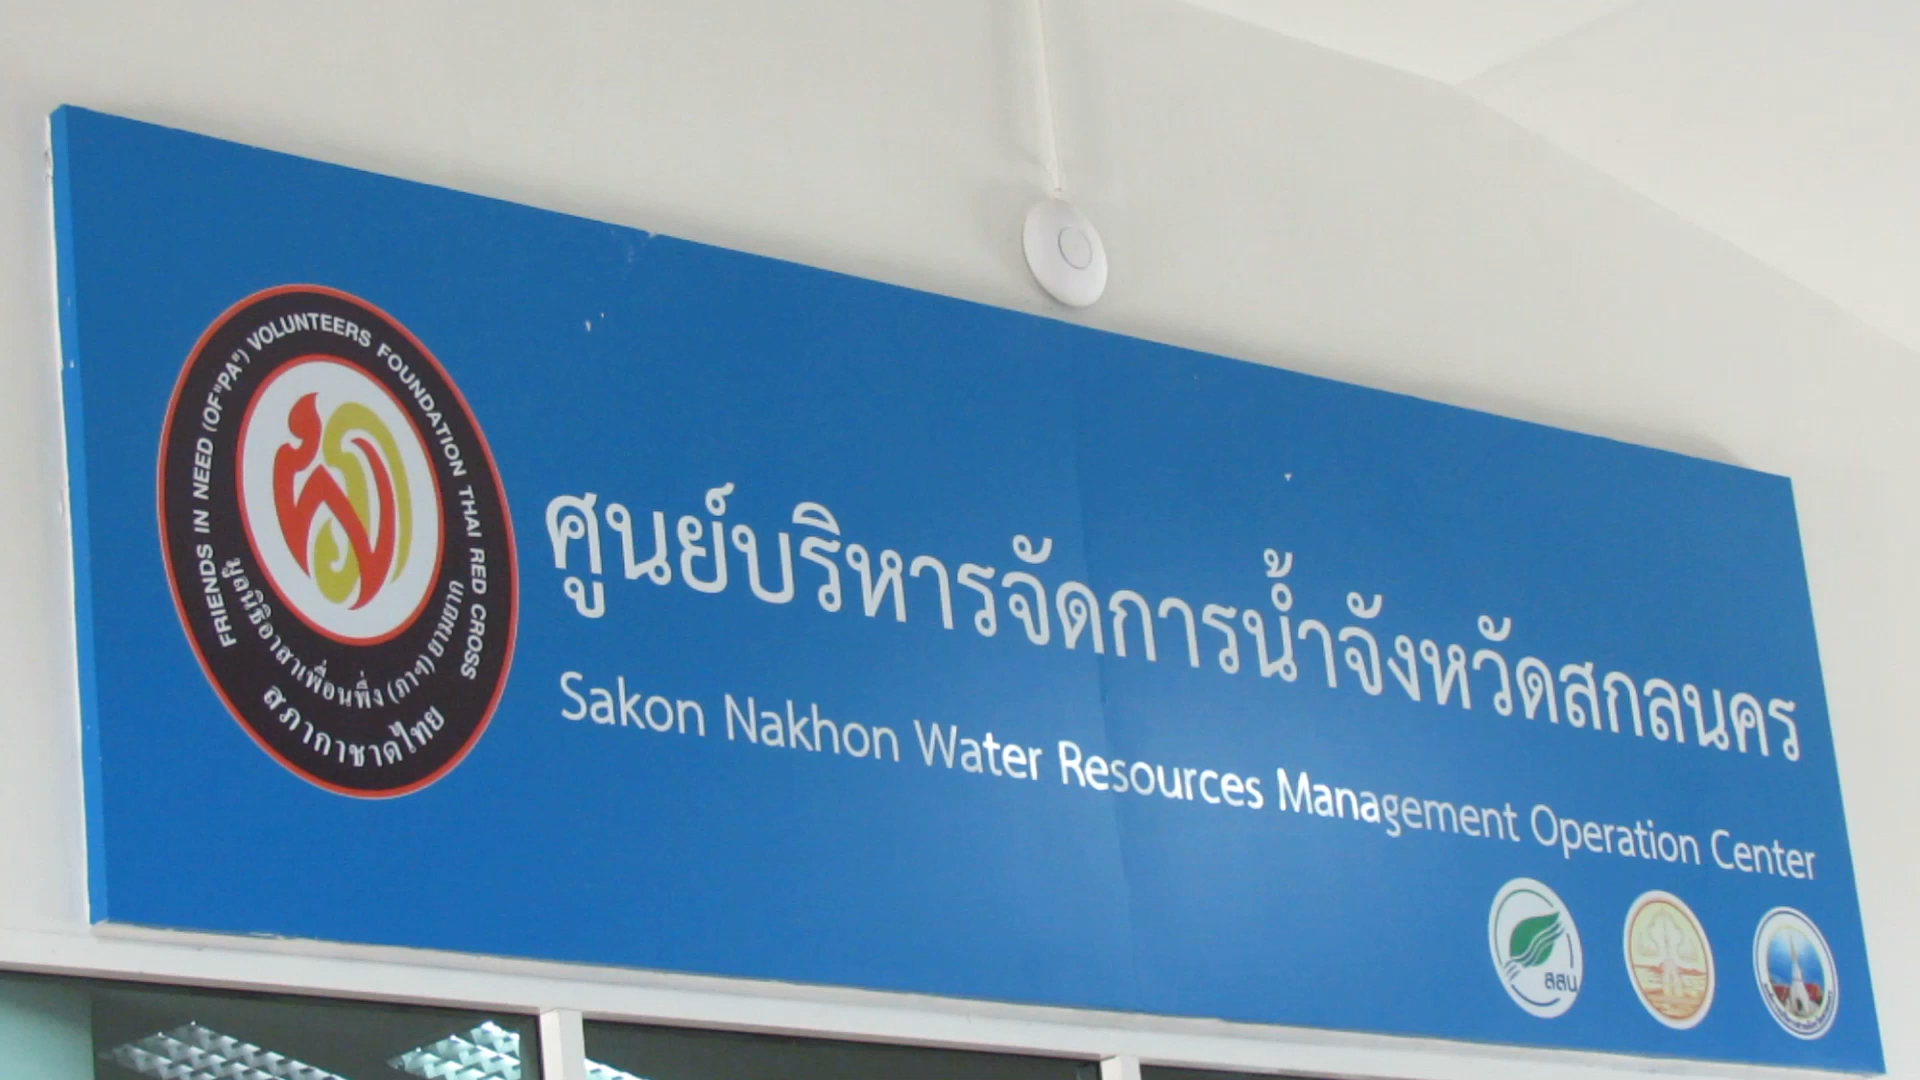 FRIENDS IN NEED (OF"PA") VOLUNTEERS FOUNDATION THAI RED CROSS
มูลนิธิอาสาเพื่อนพึ่ง (ภาฯ) ยามยาก
สภากาชาดไทย
ศูนย์บริหารจัดการน้ำจังหวัดสกลนคร
Sakon Nakhon Water Resources Management Operation Center
สสน